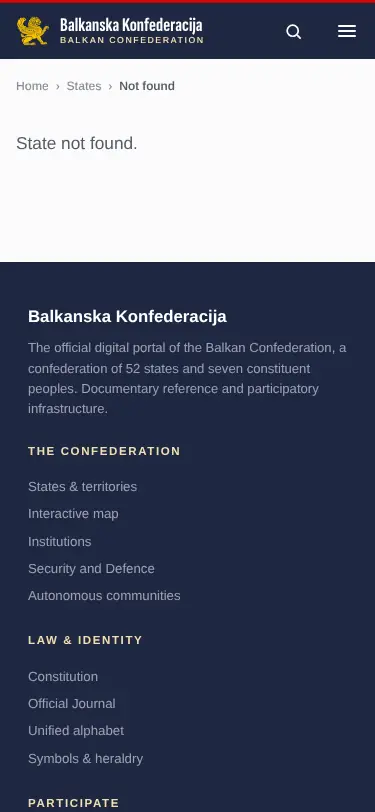 Balkanska Konfederacija
BALKAN CONFEDERATION
Home › States › Not found
State not found.
Balkanska Konfederacija
The official digital portal of the Balkan Confederation, a
confederation of 52 states and seven constituent
peoples. Documentary reference and participatory
infrastructure.
THE CONFEDERATION
States & territories
Interactive map
Institutions
Security and Defence
Autonomous communities
LAW & IDENTITY
Constitution
Official Journal
Unified alphabet
Symbols & heraldry
PARTICIPATE